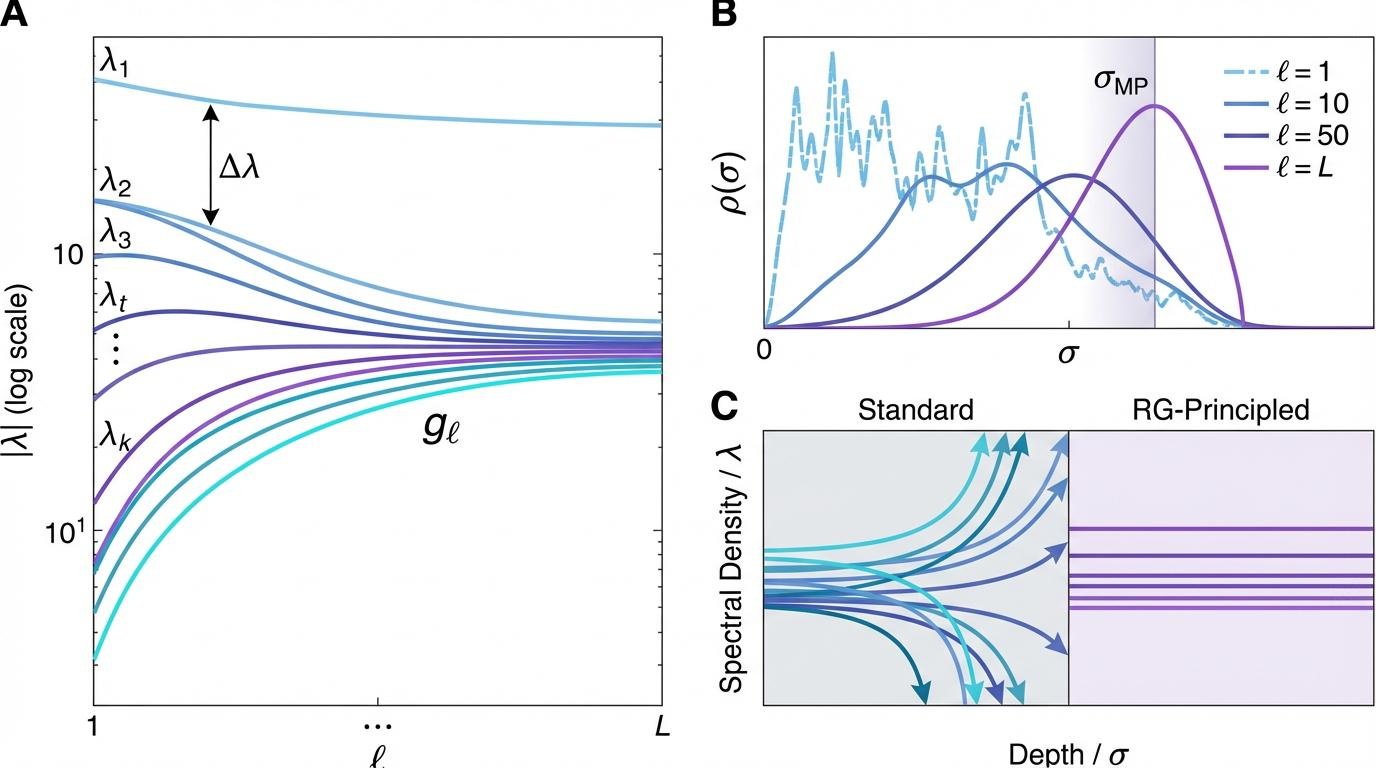 A
λ1
λ2
Δλ
λ3
10
λt
⋮
|λ| (log scale)
λk
gℓ
10¹
1
...
L
ℓ
B
σMP
ℓ = 1
ℓ = 10
ℓ = 50
ℓ = L
ρ(σ)
0
σ
C
Standard
RG-Principled
Spectral Density / λ
Depth / σ